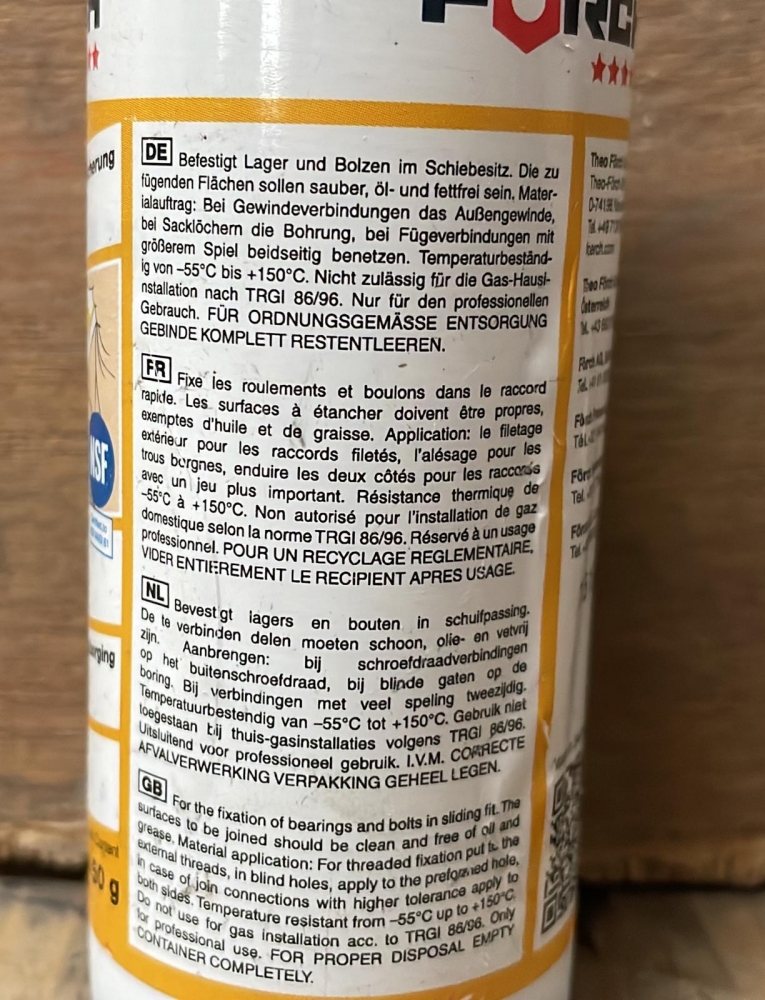 FÖRCH
DE Befestigt Lager und Bolzen im Schiebesitz. Die zu
fügenden Flächen sollen sauber, öl- und fettfrei sein. Mater-
ialauftrag: Bei Gewindeverbindungen das Außengewinde,
bei Sacklöchern die Bohrung, bei Fügeverbindungen mit
größerem Spiel beidseitig benetzen. Temperaturbeständ-
ig von –55°C bis +150°C. Nicht zulässig für die Gas-Hausi-
nstallation nach TRGI 86/96. Nur für den professionellen
Gebrauch. FÜR ORDNUNGSGEMÄSSE ENTSORGUNG
GEBINDE KOMPLETT RESTENTLEEREN.
FR Fixe les roulements et boulons dans le raccord
rapide. Les surfaces à étancher doivent être propres,
exemptes d'huile et de graisse. Application: le filetage
extérieur pour les raccords filetés, l'alésage pour les
trous borgnes, enduire les deux côtés pour les raccords
avec un jeu plus important. Résistance thermique de
–55°C à +150°C. Non autorisé pour l'installation de gaz
domestique selon la norme TRGI 86/96. Réservé à un usage
professionnel. POUR UN RECYCLAGE REGLEMENTAIRE,
VIDER ENTIEREMENT LE RECIPIENT APRES USAGE.
NL Bevestigt lagers en bouten in schuifpassing.
De te verbinden delen moeten schoon, olie- en vetvrij
zijn. Aanbrengen: bij schroefdraadverbindingen
op het buitenschroefdraad, bij blinde gaten op de
boring. Bij verbindingen met veel speling tweezijdig.
Temperatuurbestendig van –55°C tot +150°C. Gebruik niet
toegestaan bij thuis-gasinstallaties volgens TRGI 86/96.
Uitsluitend voor professioneel gebruik. I.V.M. CORRECTE
AFVALVERWERKING VERPAKKING GEHEEL LEGEN.
GB For the fixation of bearings and bolts in sliding fit. The
surfaces to be joined should be clean and free of oil and
grease. Material application: For threaded fixation put to the
external threads, in blind holes, apply to the preformed hole,
in case of join connections with higher tolerance apply to
both sides. Temperature resistant from –55°C up to +150°C.
Do not use for gas installation acc. to TRGI 86/96. Only
for professional use. FOR PROPER DISPOSAL EMPTY
CONTAINER COMPLETELY.
Theo Förch
Österreich
NSF